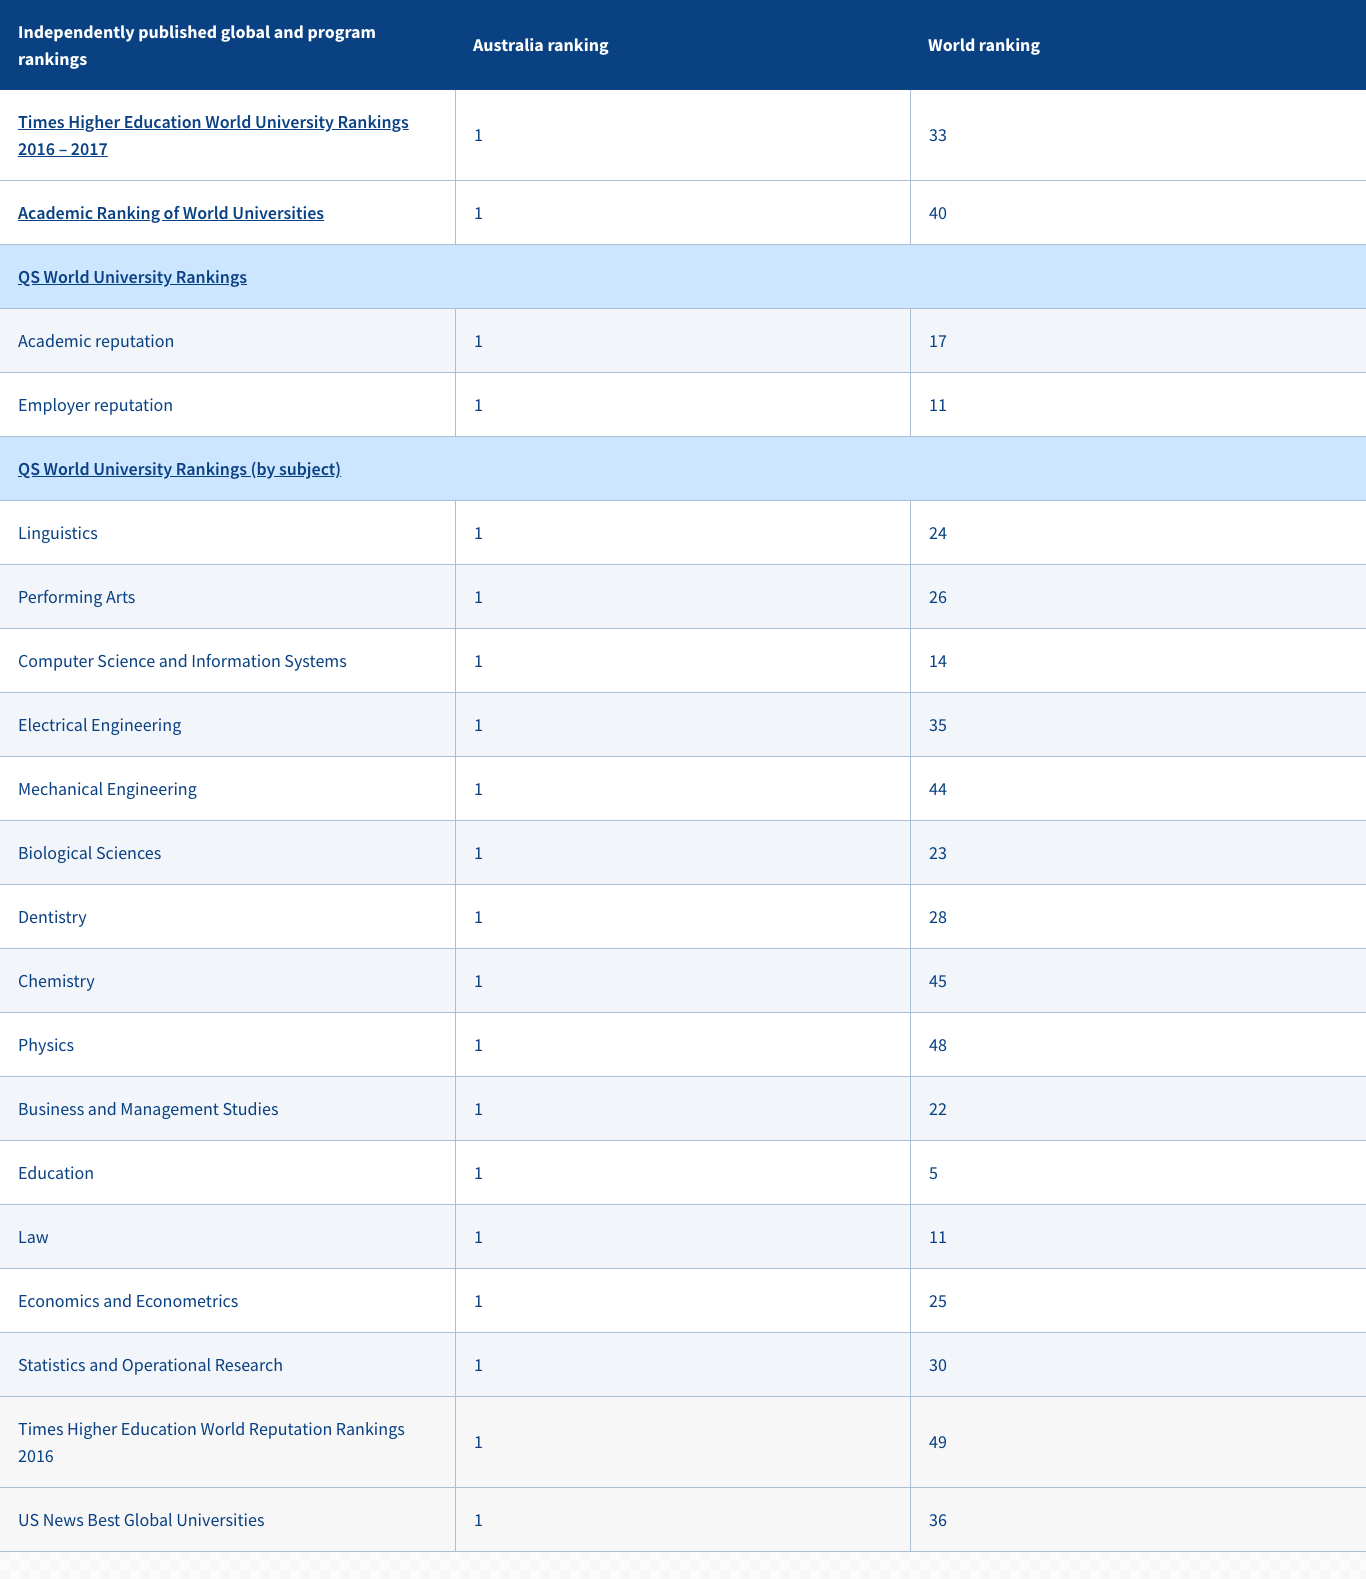 Independently published global and program
rankings
Australia ranking
World ranking
Times Higher Education World University Rankings
2016 – 2017
1
33
Academic Ranking of World Universities
1
40
QS World University Rankings
Academic reputation
1
17
Employer reputation
1
11
QS World University Rankings (by subject)
Linguistics
1
24
Performing Arts
1
26
Computer Science and Information Systems
1
14
Electrical Engineering
1
35
Mechanical Engineering
1
44
Biological Sciences
1
23
Dentistry
1
28
Chemistry
1
45
Physics
1
48
Business and Management Studies
1
22
Education
1
5
Law
1
11
Economics and Econometrics
1
25
Statistics and Operational Research
1
30
Times Higher Education World Reputation Rankings
2016
1
49
US News Best Global Universities
1
36